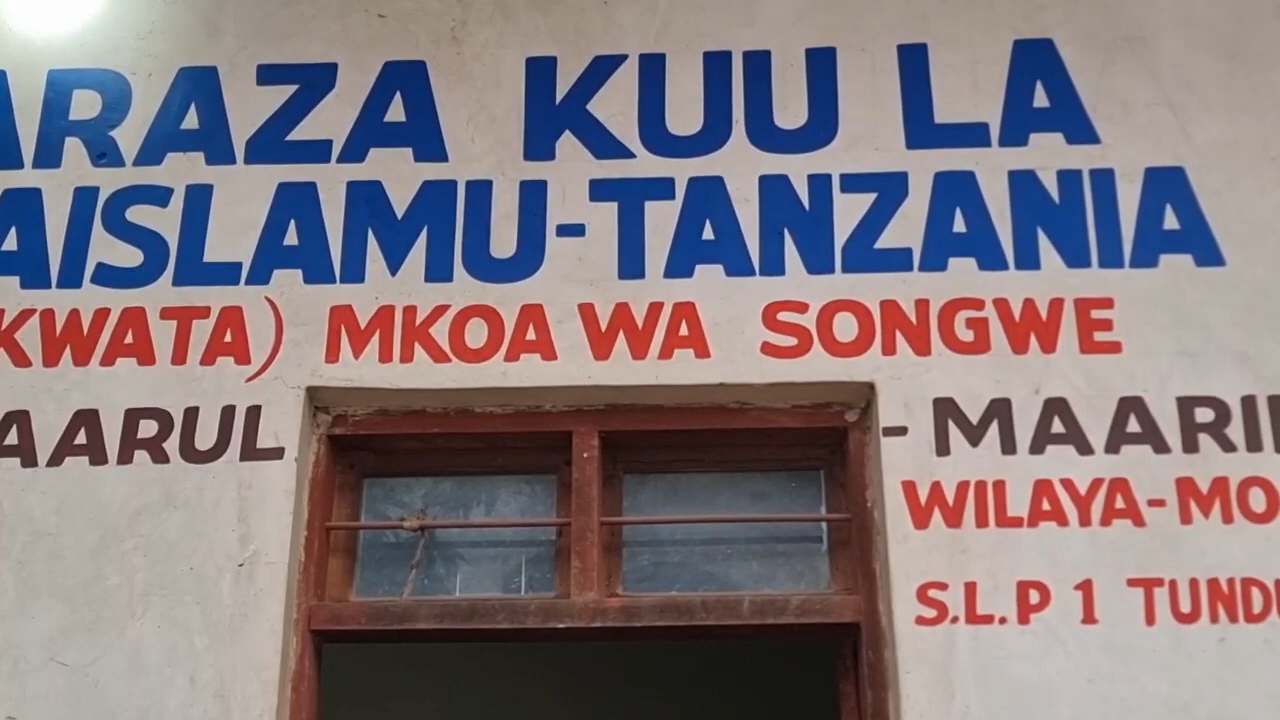 ARAZA KUU LA
AISLAMU-TANZANIA
KWATA) MKOA WA SONGWE
AARUL - MAARI
WILAYA-MO
S.L.P 1 TUND